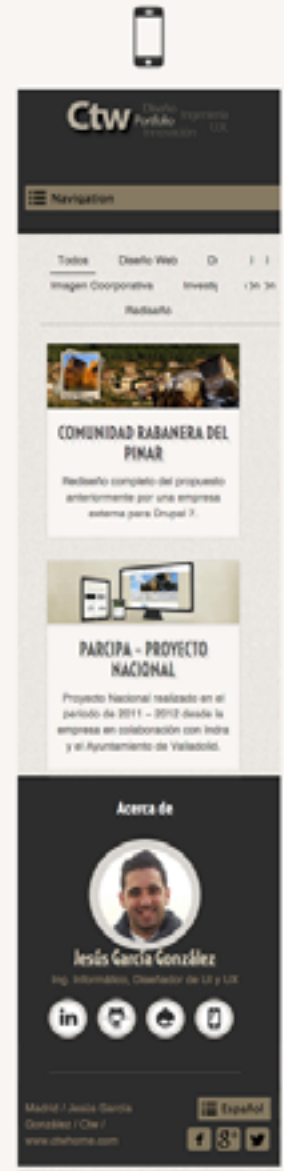 Ctw
Diseño
Portfolio
Ingeniería
Innovación
UX
Navigation
Todos Diseño Web
Imagen Coorporativa
Rediseño
COMUNIDAD RABANERA DEL
PINAR
Rediseño completo del propuesto
anteriormente por una empresa
externa para Drupal 7.
PARCIPA - PROYECTO
NACIONAL
Proyecto Nacional realizado en el
periodo de 2011 – 2012 desde la
empresa en colaboración con Indra
y el Ayuntamiento de Valladolid.
Acerca de
Jesús García González
Ing. Informático, Diseñador de UI y UX
in
Madrid / Jesús García
González / Ctw /
www.ctwhome.com
Español
f 8+